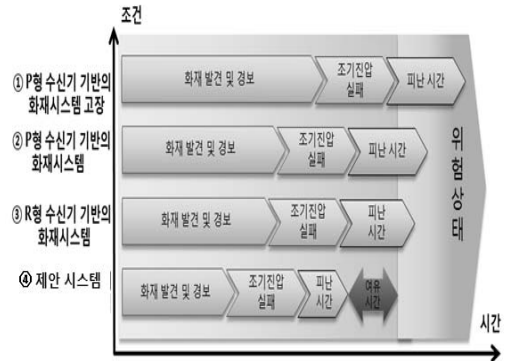 조건
① P형 수신기 기반의
화재시스템 고장
화재 발견 및 경보
조기진압
실패
피난 시간
② P형 수신기 기반의
화재시스템
화재 발견 및 경보
조기진압
실패
피난 시간
③ R형 수신기 기반의
화재시스템
화재 발견 및 경보
조기진압
실패
피난
시간
④ 제안 시스템
화재 발견 및 경보
조기진압
실패
피난
시간
여유
시간
위험상태
시간